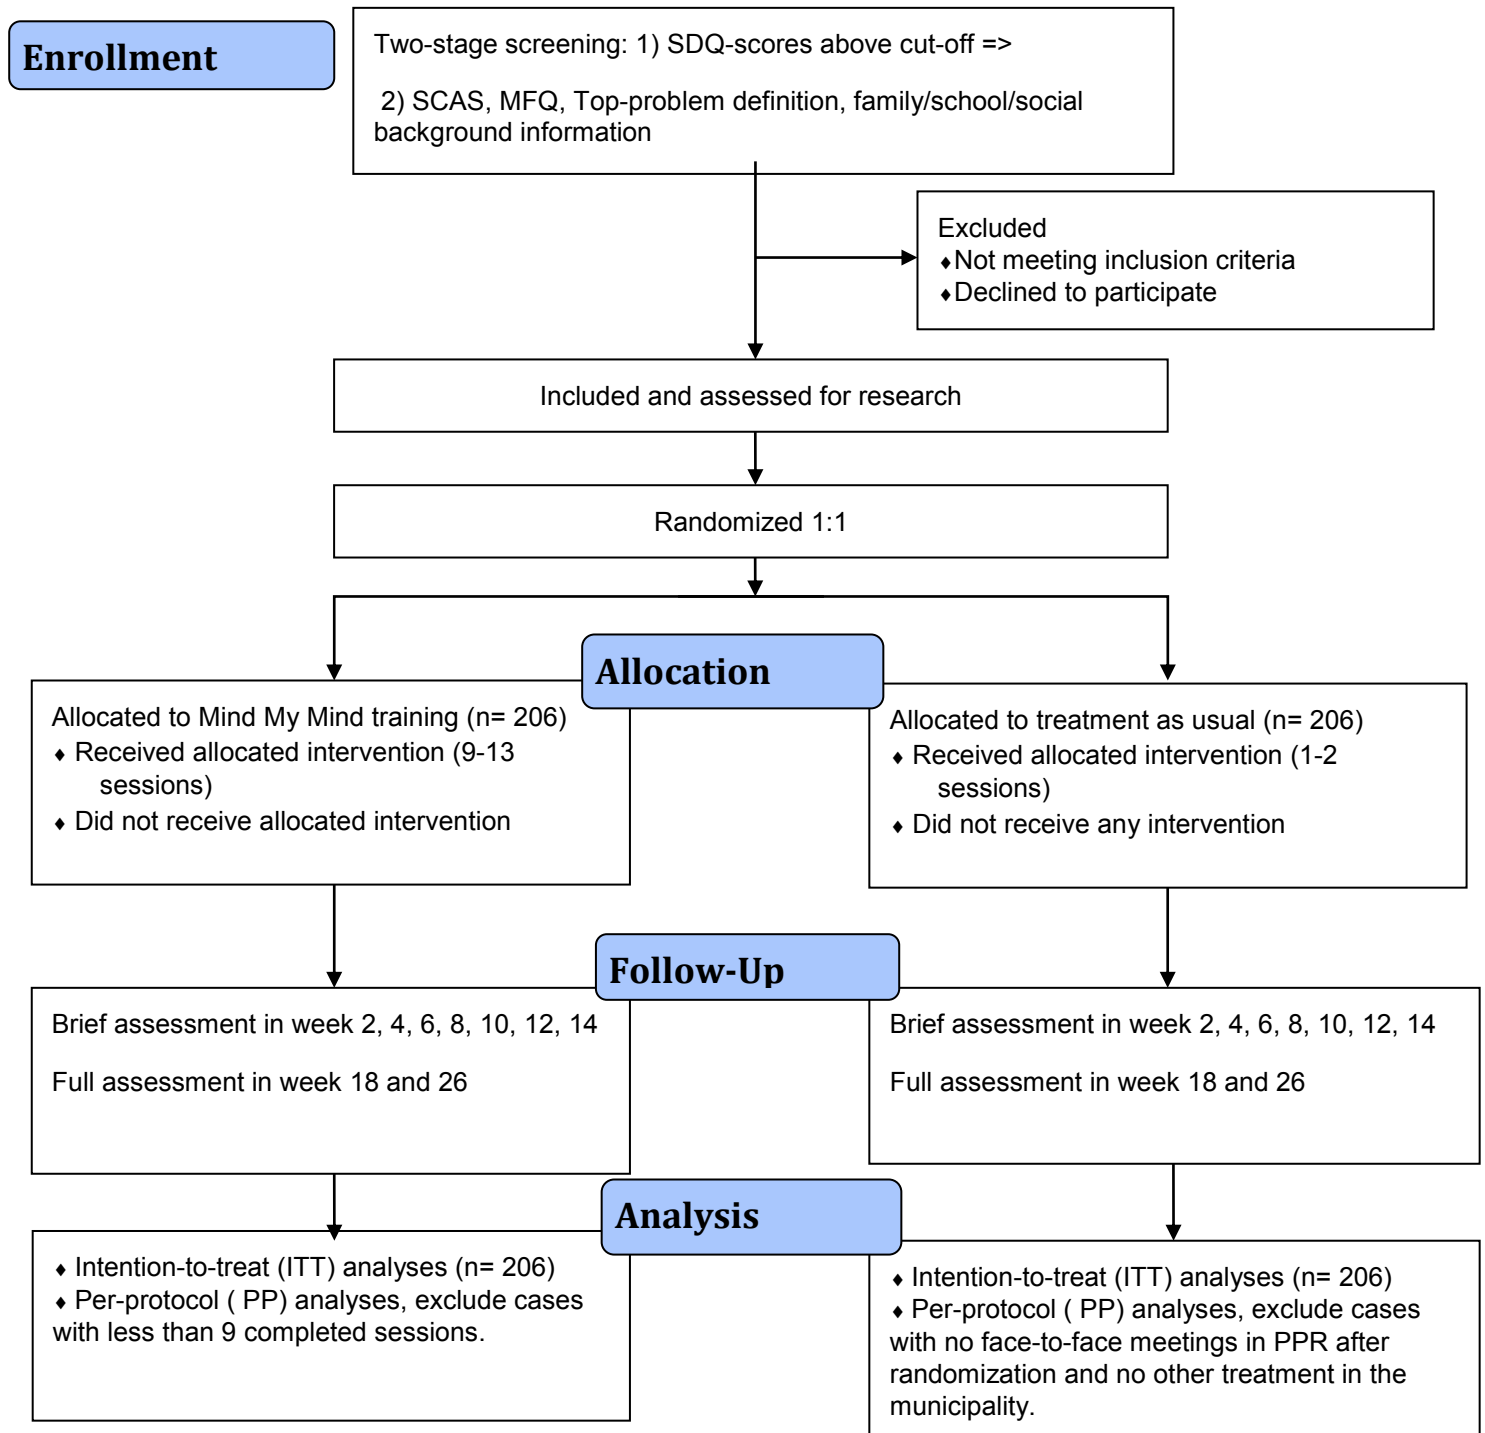 Enrollment
Two-stage screening: 1) SDQ-scores above cut-off =>
2) SCAS, MFQ, Top-problem definition, family/school/social
background information
Excluded
♦Not meeting inclusion criteria
♦Declined to participate
Included and assessed for research
Randomized 1:1
Allocation
Allocated to Mind My Mind training (n= 206)
♦ Received allocated intervention (9-13
sessions)
♦ Did not receive allocated intervention
Allocated to treatment as usual (n= 206)
♦ Received allocated intervention (1-2
sessions)
♦ Did not receive any intervention
Follow-Up
Brief assessment in week 2, 4, 6, 8, 10, 12, 14
Full assessment in week 18 and 26
Brief assessment in week 2, 4, 6, 8, 10, 12, 14
Full assessment in week 18 and 26
Analysis
♦ Intention-to-treat (ITT) analyses (n= 206)
♦ Per-protocol ( PP) analyses, exclude cases
with less than 9 completed sessions.
♦ Intention-to-treat (ITT) analyses (n= 206)
♦ Per-protocol ( PP) analyses, exclude cases
with no face-to-face meetings in PPR after
randomization and no other treatment in the
municipality.